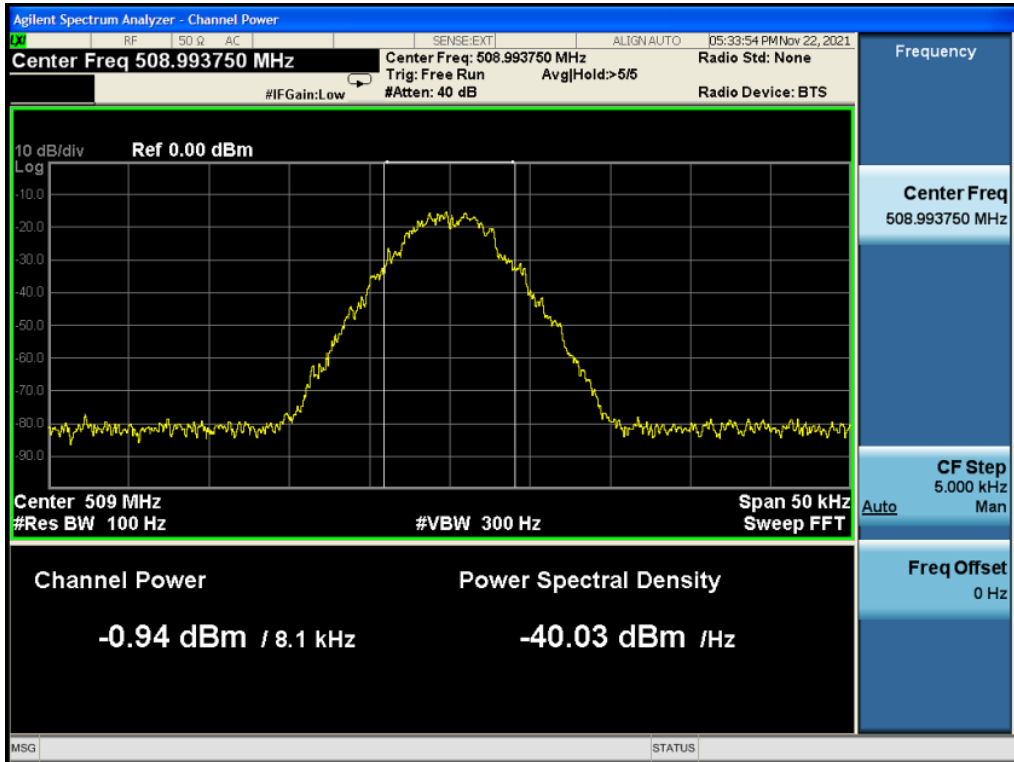 Agilent Spectrum Analyzer - Channel Power
LXI RF 50 Ω AC SENSE:EXT ALIGN AUTO 05:33:54 PM Nov 22, 2021
Center Freq 508.993750 MHz
Center Freq: 508.993750 MHz Radio Std: None
Trig: Free Run Avg|Hold:>5/5
#IFGain:Low #Atten: 40 dB Radio Device: BTS
10 dB/div Ref 0.00 dBm
Log
-10.0
-20.0
-30.0
-40.0
-50.0
-60.0
-70.0
-80.0
-90.0
Center 509 MHz Span 50 kHz
#Res BW 100 Hz #VBW 300 Hz Sweep FFT
Channel Power Power Spectral Density
-0.94 dBm / 8.1 kHz -40.03 dBm /Hz
Frequency
Center Freq
508.993750 MHz
CF Step
5.000 kHz
Auto Man
Freq Offset
0 Hz
MSG STATUS